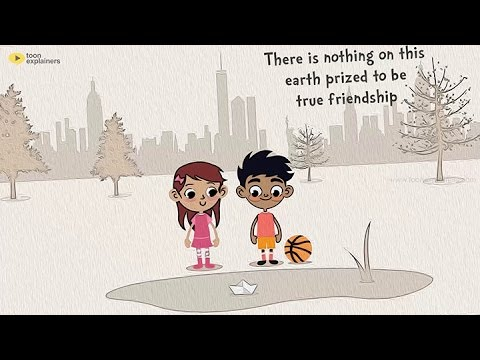 toon
explainers
There is nothing on this
earth prized to be
true friendship